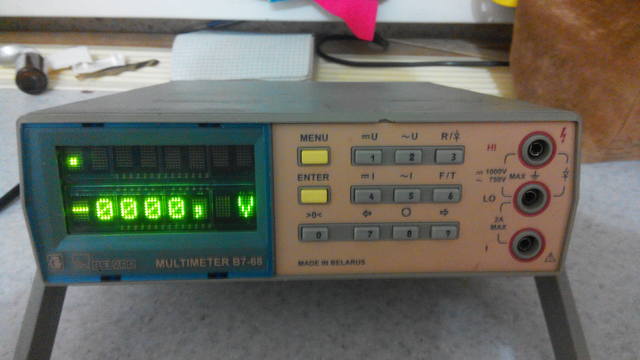 MENU
⎓U
~U
R/
HI
1
2
3
ENTER
⎓I
~I
F/T
1000V
750V
MAX
4
5
6
LO
>0<
⇦
○
⇨
2A
MAX
0
7
8
I
0000, V
MULTIMETER B7-68
MADE IN BELARUS